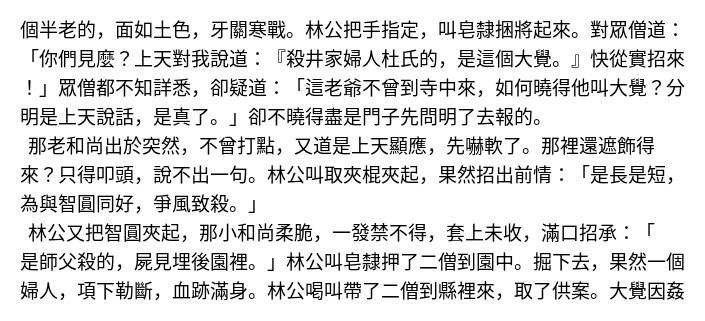 個半老的，面如土色，牙關寒戰。林公把手指定，叫皂隸捆將起來。對眾僧道：
「你們見麼？上天對我說道：『殺井家婦人杜氏的，是這個大覺。』快從實招來
！」眾僧都不知詳悉，卻疑道：「這老爺不曾到寺中來，如何曉得他叫大覺？分
明是上天說話，是真了。」卻不曉得盡是門子先問明了去報的。
那老和尚出於突然，不曾打點，又道是上天顯應，先嚇軟了。那裡還遮飾得
來？只得叩頭，說不出一句。林公叫取夾棍夾起，果然招出前情：「是長是短，
為與智圓同好，爭風致殺。」
林公又把智圓夾起，那小和尚柔脆，一發禁不得，套上未收，滿口招承：「
是師父殺的，屍見埋後園裡。」林公叫皂隸押了二僧到園中。掘下去，果然一個
婦人，項下勒斷，血跡滿身。林公喝叫帶了二僧到縣裡來，取了供案。大覺因姦